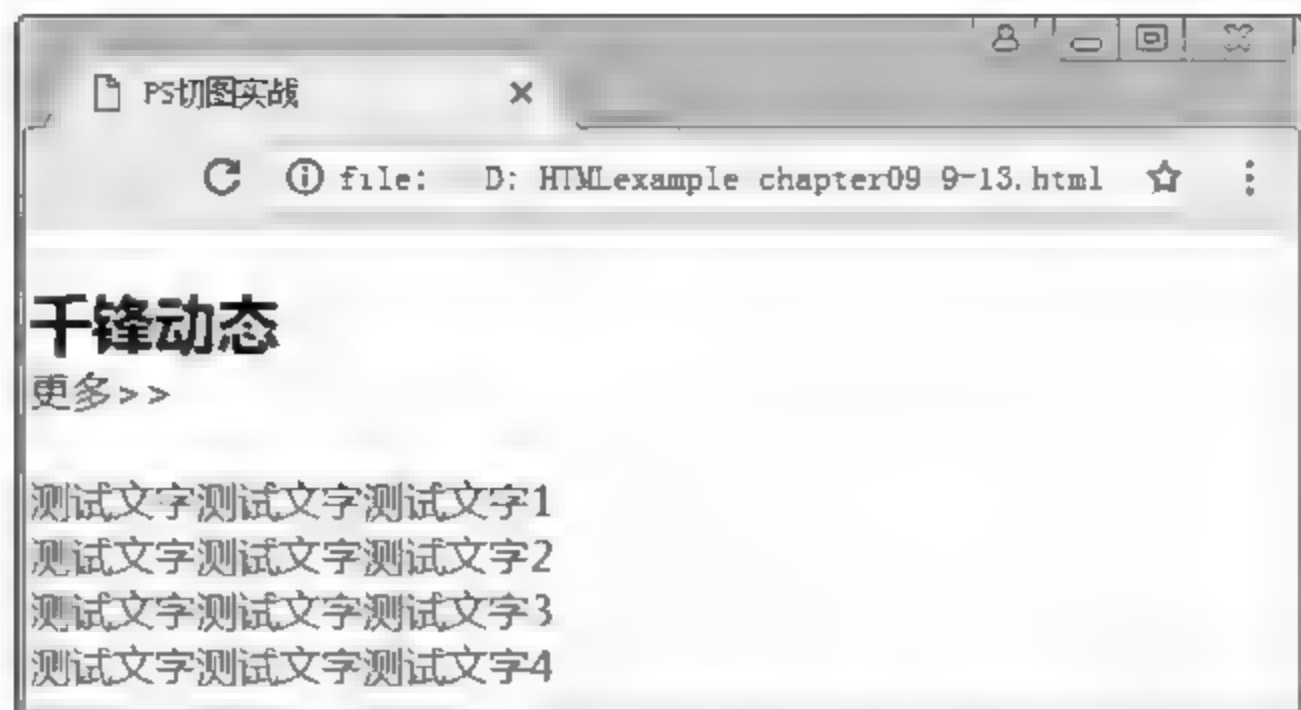 PS切图实战
file: D: HTMLexample chapter09 9-13.html
千锋动态
更多>>
测试文字测试文字测试文字1
测试文字测试文字测试文字2
测试文字测试文字测试文字3
测试文字测试文字测试文字4